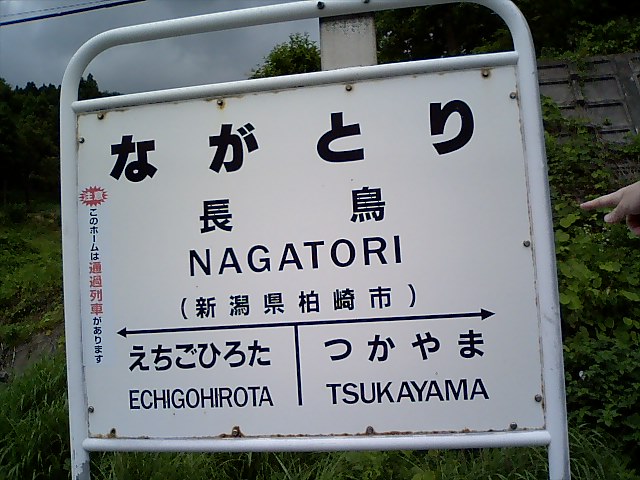 ながとり
長鳥
NAGATORI
(新潟県柏崎市)
えちごひろた
ECHIGOHIROTA
つかやま
TSUKAYAMA
注意
このホームは通過列車があります